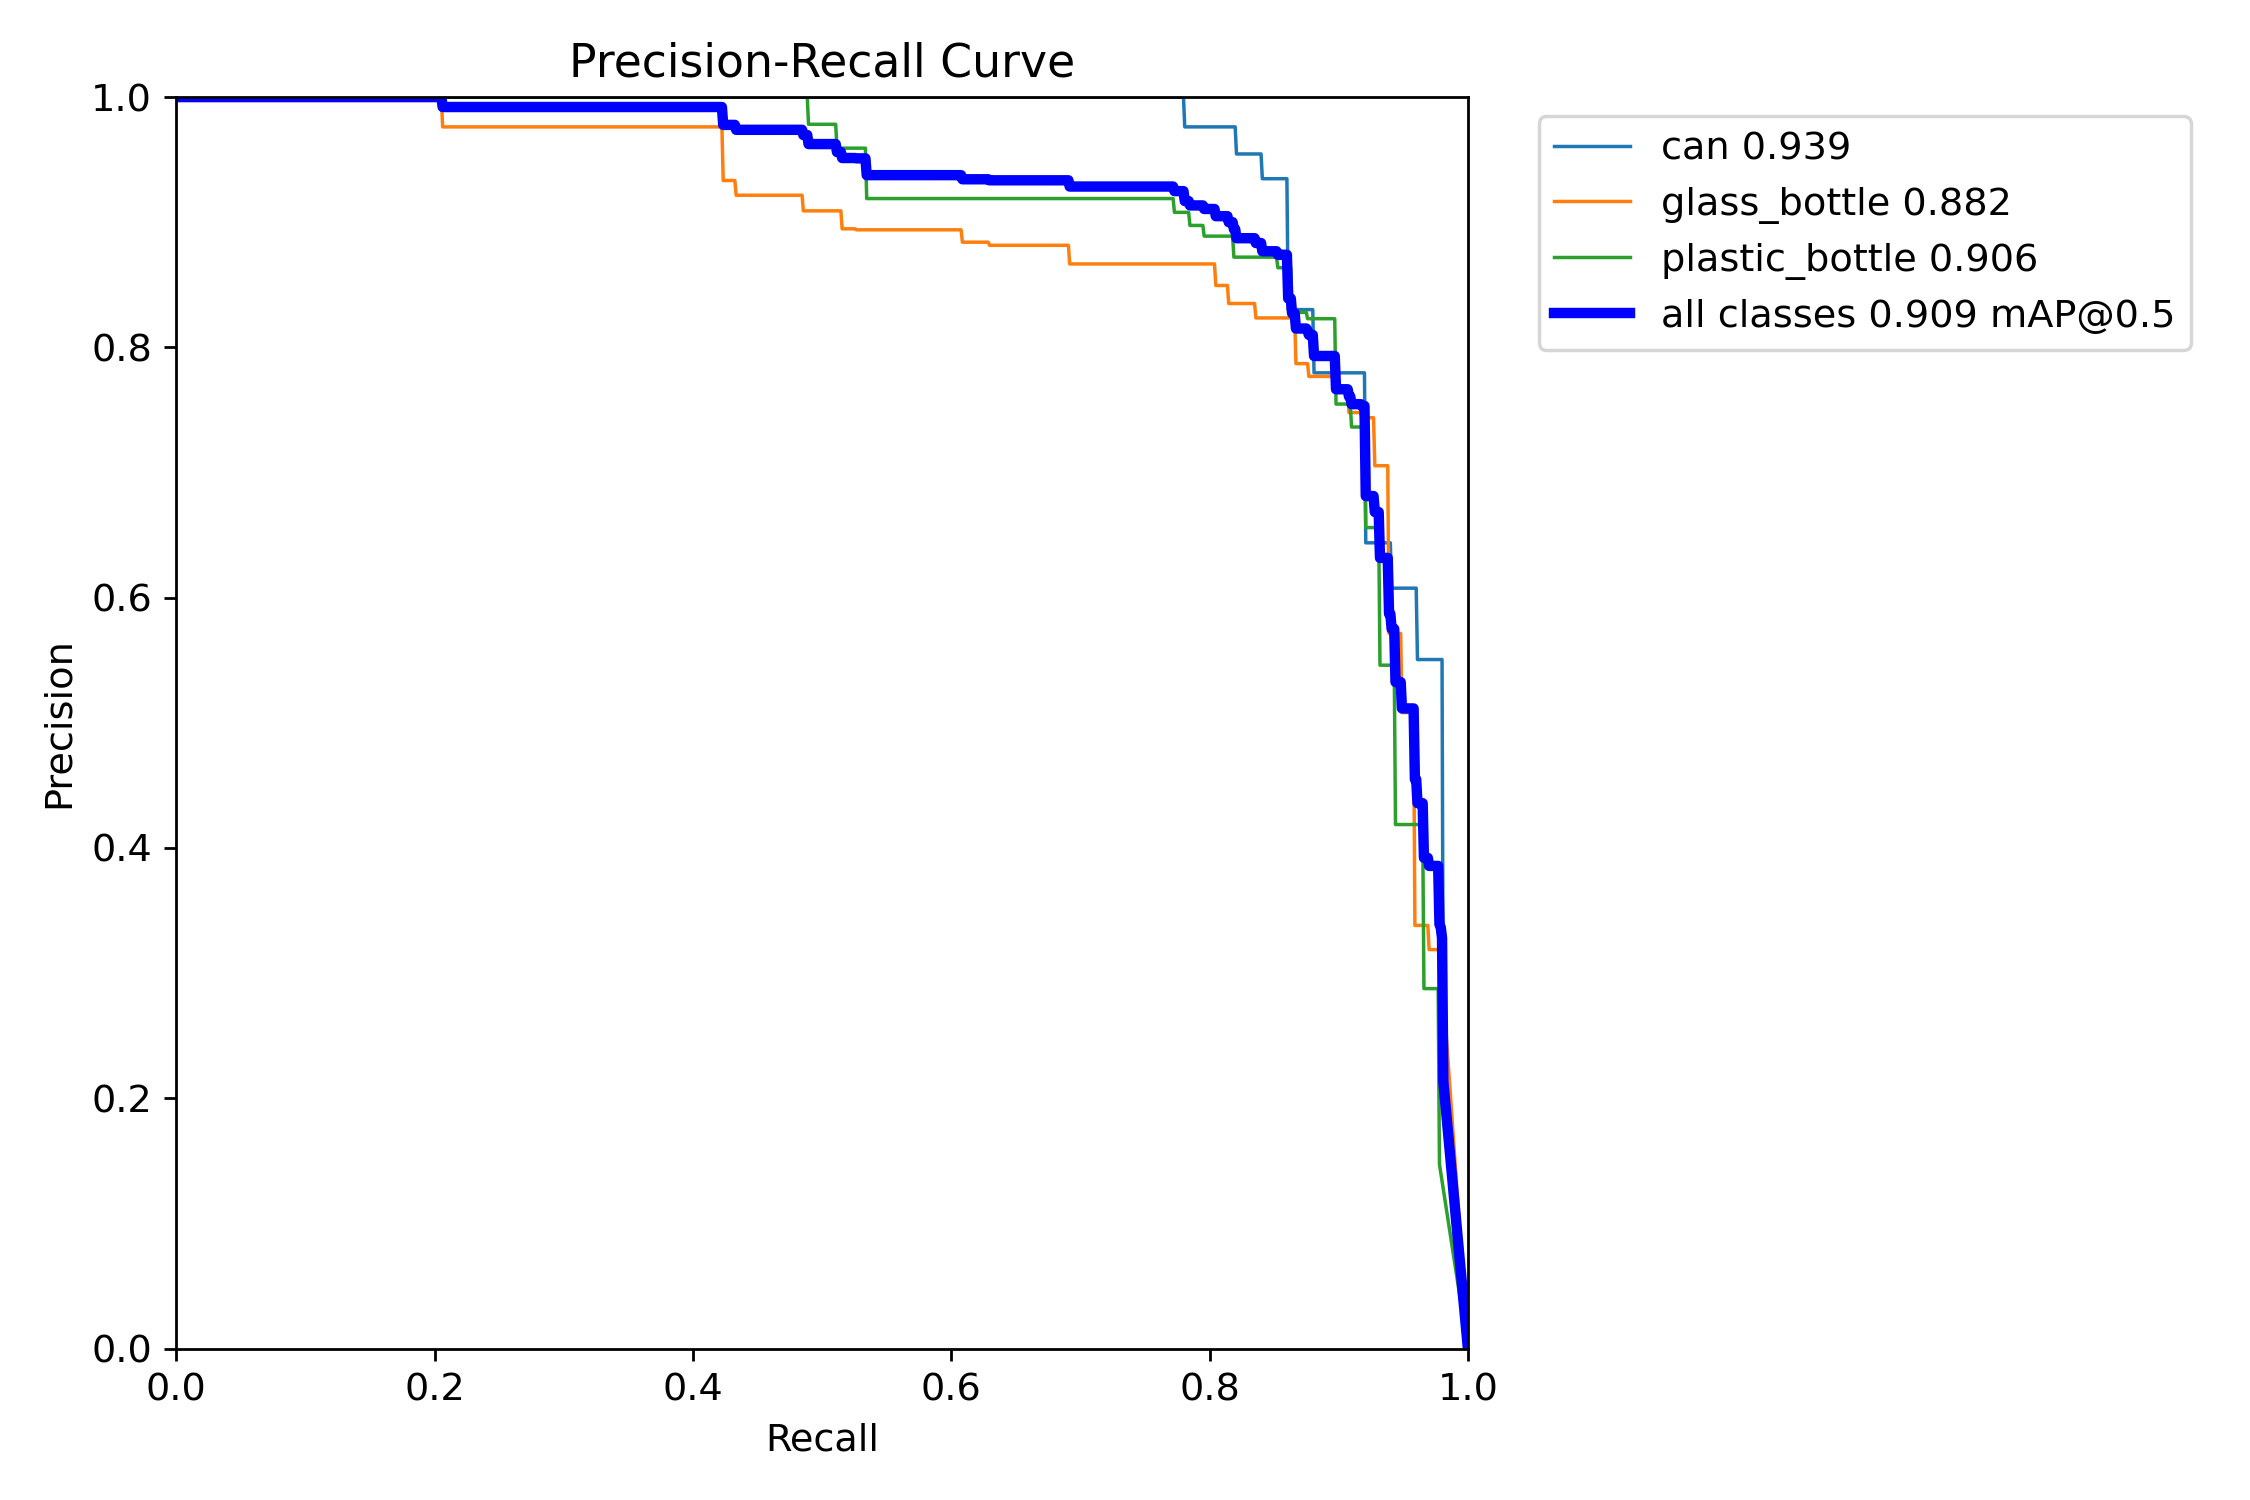 Precision-Recall Curve
can 0.939
glass_bottle 0.882
plastic_bottle 0.906
all classes 0.909 mAP@0.5
1.0
0.8
0.6
0.4
0.2
0.0
Precision
0.0 0.2 0.4 0.6 0.8 1.0
Recall